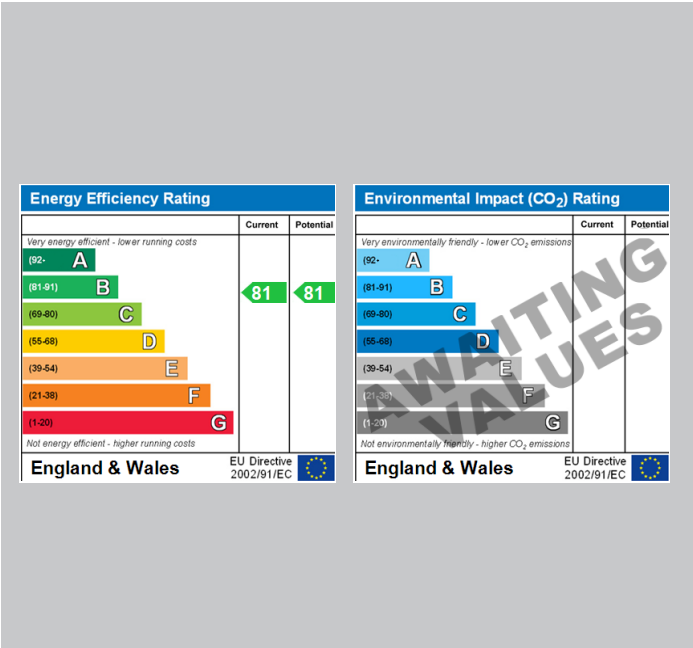 Energy Efficiency Rating
Current Potential
Very energy efficient - lower running costs
(92- A
(81-91) B
81 81
(69-80) C
(55-68) D
(39-54) E
(21-38) F
(1-20) G
Not energy efficient - higher running costs
England & Wales
EU Directive
2002/91/EC
Environmental Impact (CO2) Rating
Current Potential
Very environmentally friendly - lower CO2 emissions
(92- A
(81-91) B
(69-80) C
(55-68) D
(39-54) E
(21-38) F
(1-20) G
AWAITING
VALUES
Not environmentally friendly - higher CO2 emissions
England & Wales
EU Directive
2002/91/EC